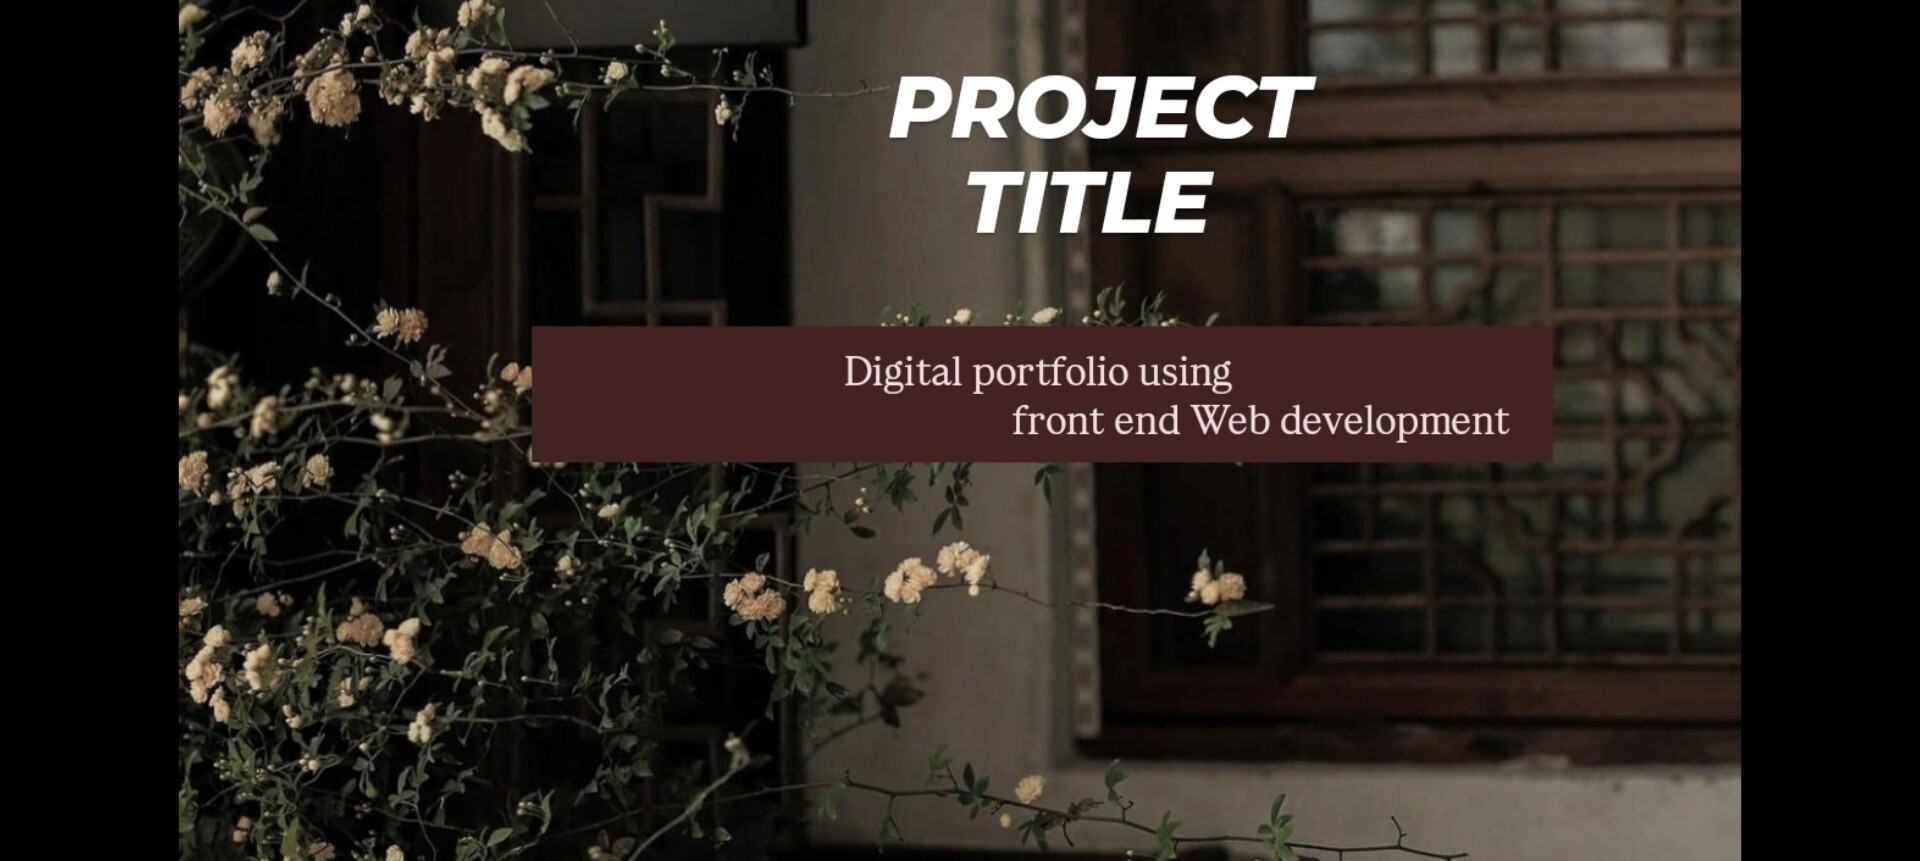 PROJECT
TITLE
Digital portfolio using
front end Web development